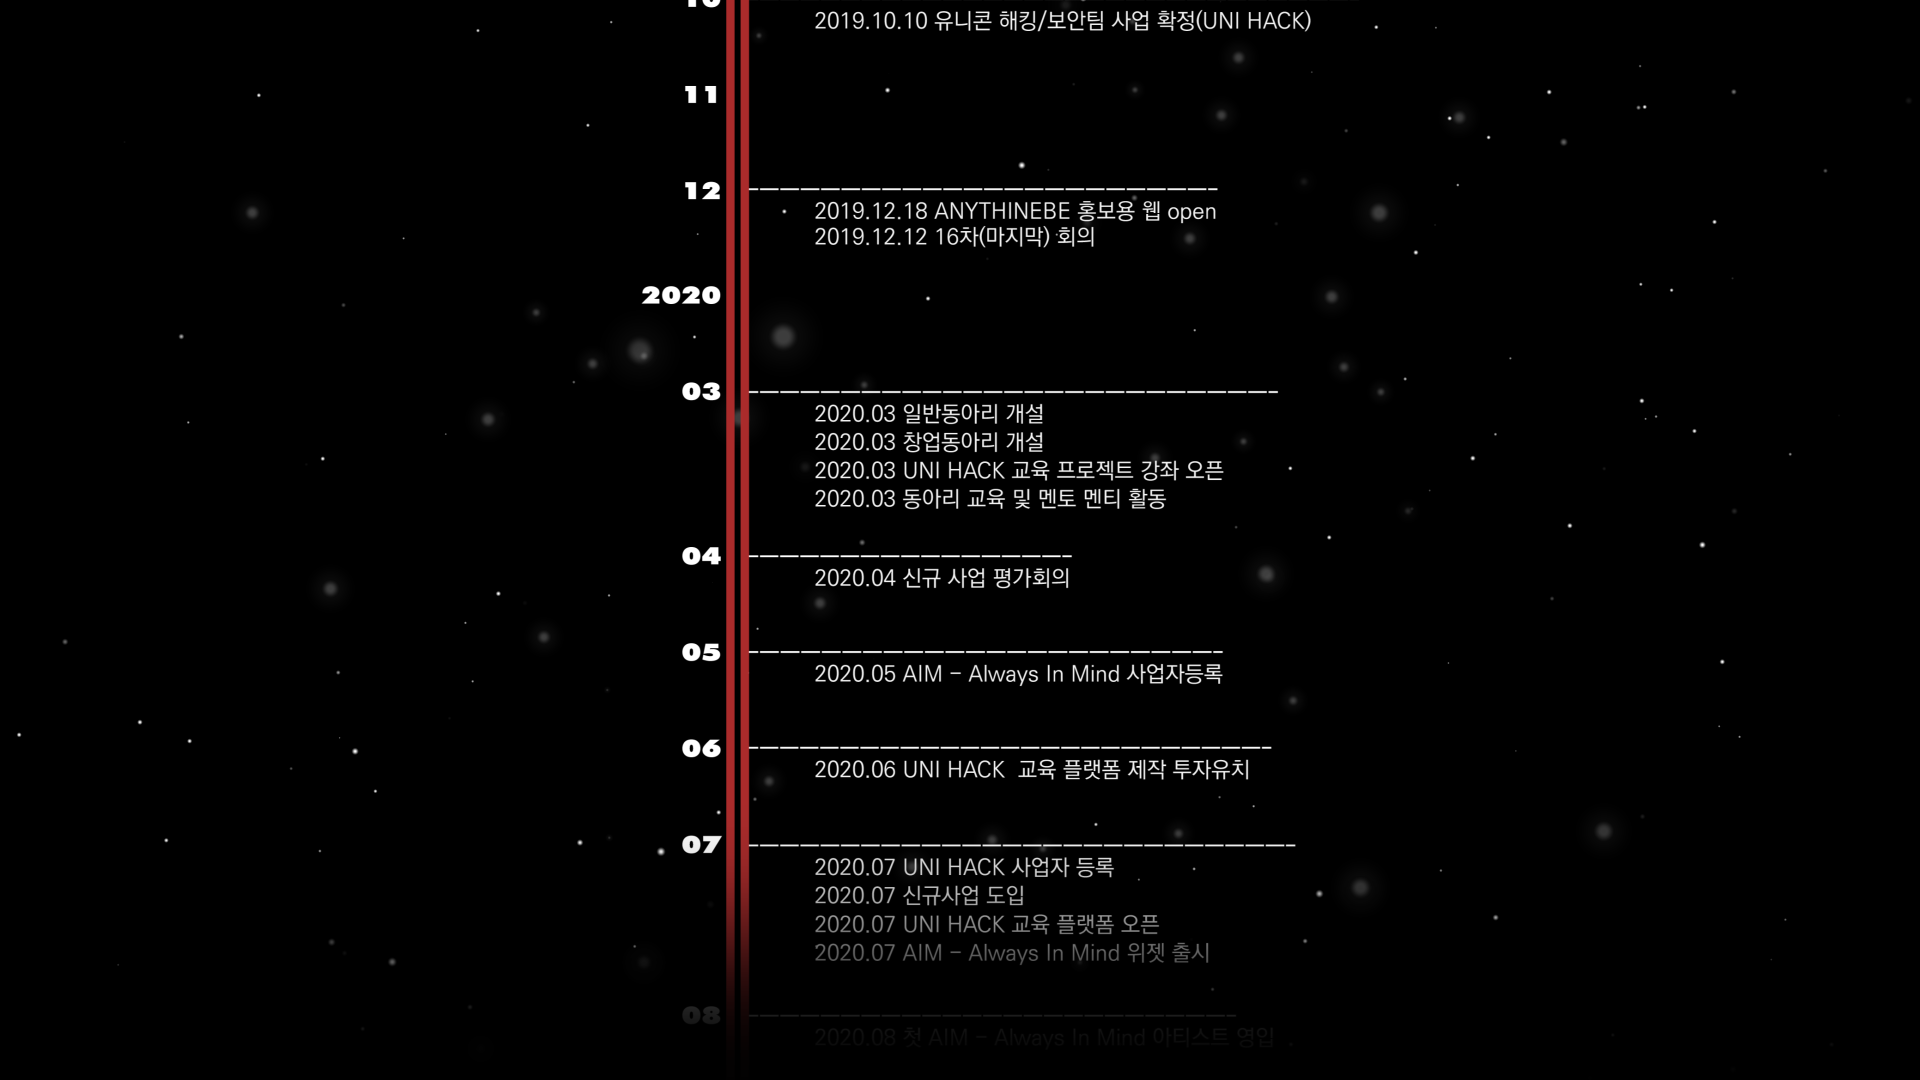 10
2019.10.10 유니콘 해킹/보안팀 사업 확정(UNI HACK)
11
12
2019.12.18 ANYTHINEBE 홍보용 웹 open
2019.12.12 16차(마지막) 회의
2020
03
2020.03 일반동아리 개설
2020.03 창업동아리 개설
2020.03 UNI HACK 교육 프로젝트 강좌 오픈
2020.03 동아리 교육 및 멘토 멘티 활동
04
2020.04 신규 사업 평가회의
05
2020.05 AIM - Always In Mind 사업자등록
06
2020.06 UNI HACK 교육 플랫폼 제작 투자유치
07
2020.07 UNI HACK 사업자 등록
2020.07 신규사업 도입
2020.07 UNI HACK 교육 플랫폼 오픈
2020.07 AIM - Always In Mind 위젯 출시
08
2020.08 첫 AIM - Always In Mind 아티스트 영입